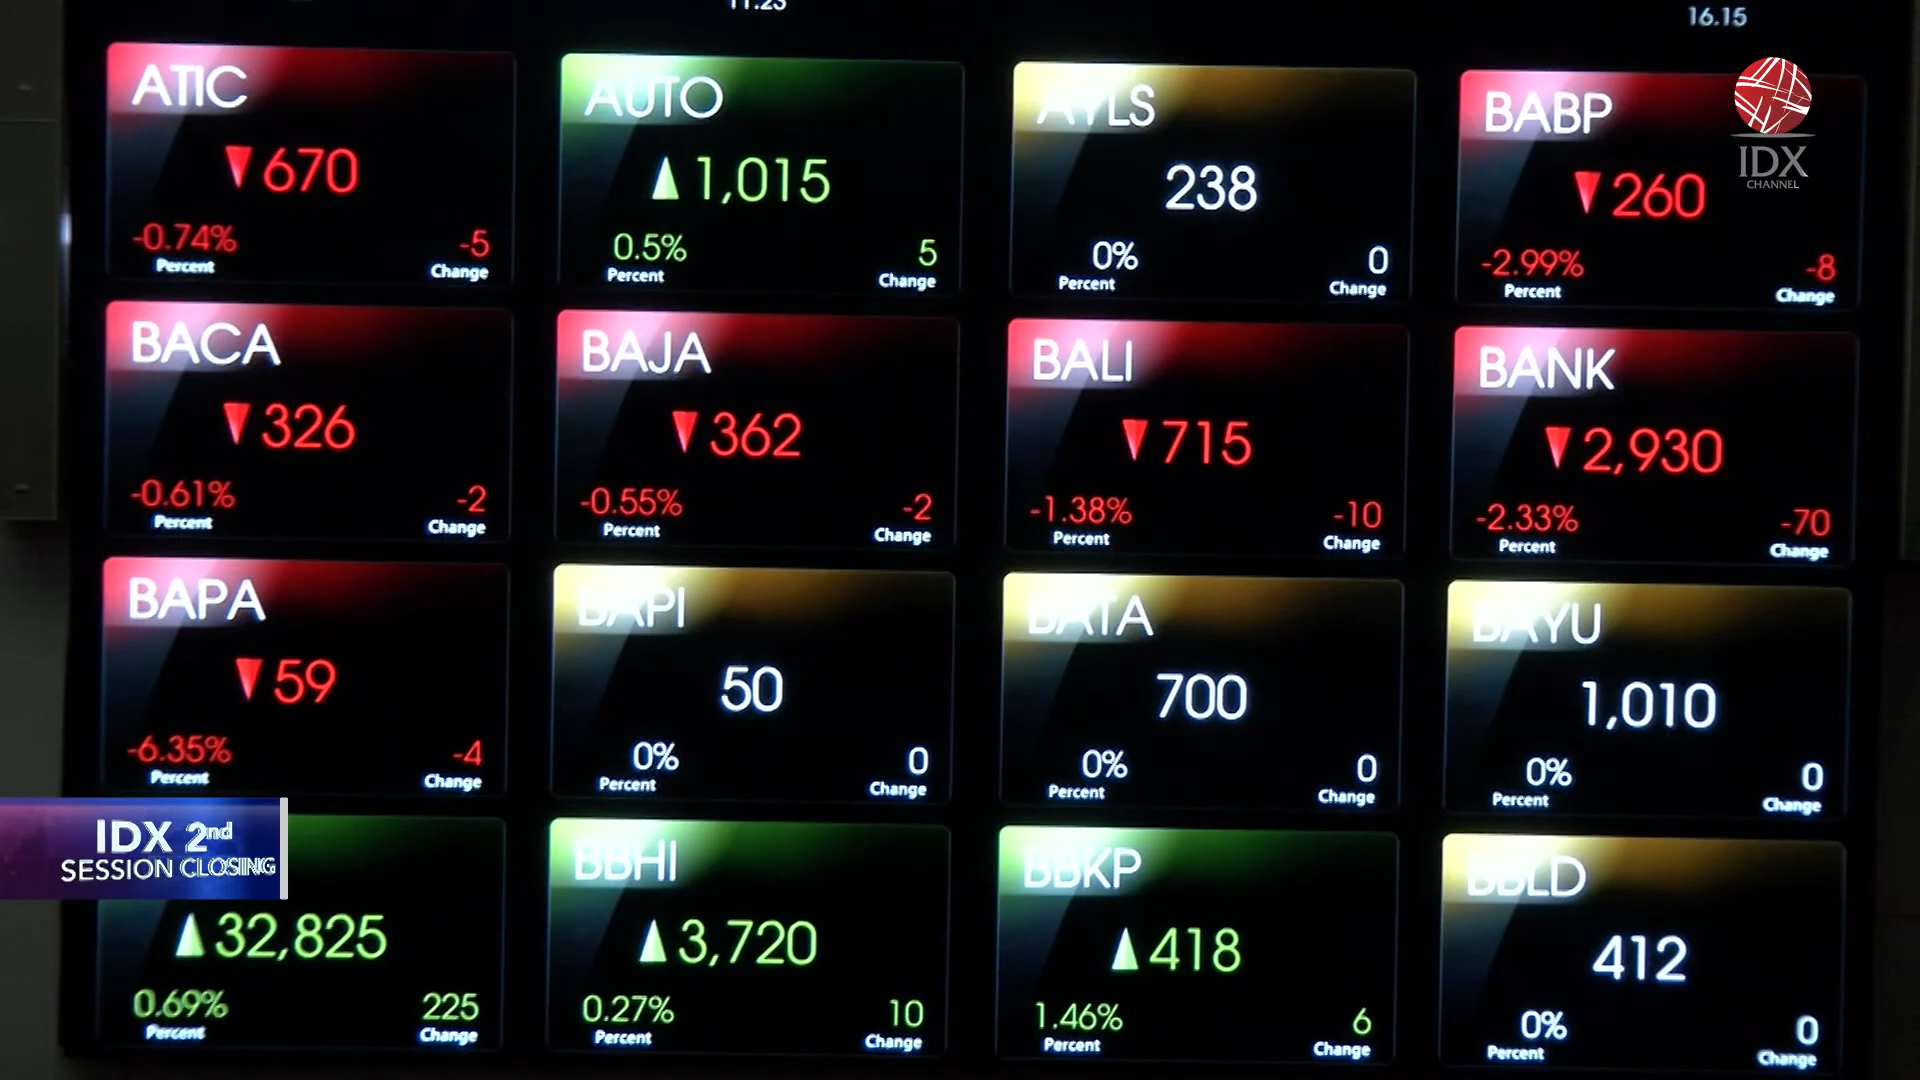 16.15
ATIC
▼670
-0.74% -5
Percent Change
AUTO
▲1,015
0.5% 5
Percent Change
AYLS
238
0% 0
Percent Change
BABP
▼260
-2.99% -8
Percent Change
IDX
CHANNEL
BACA
▼326
-0.61% -2
Percent Change
BAJA
▼362
-0.55% -2
Percent Change
BALI
▼715
-1.38% -10
Percent Change
BANK
▼2,930
-2.33% -70
Percent Change
BAPA
▼59
-6.35% -4
Percent Change
BAPI
50
0% 0
Percent Change
BATA
700
0% 0
Percent Change
BAYU
1,010
0% 0
Percent Change
IDX 2nd
SESSION CLOSING
▲32,825
0.69% 225
Percent Change
BBHI
▲3,720
0.27% 10
Percent Change
BBKP
▲418
1.46% 6
Percent Change
BBLD
412
0% 0
Percent Change